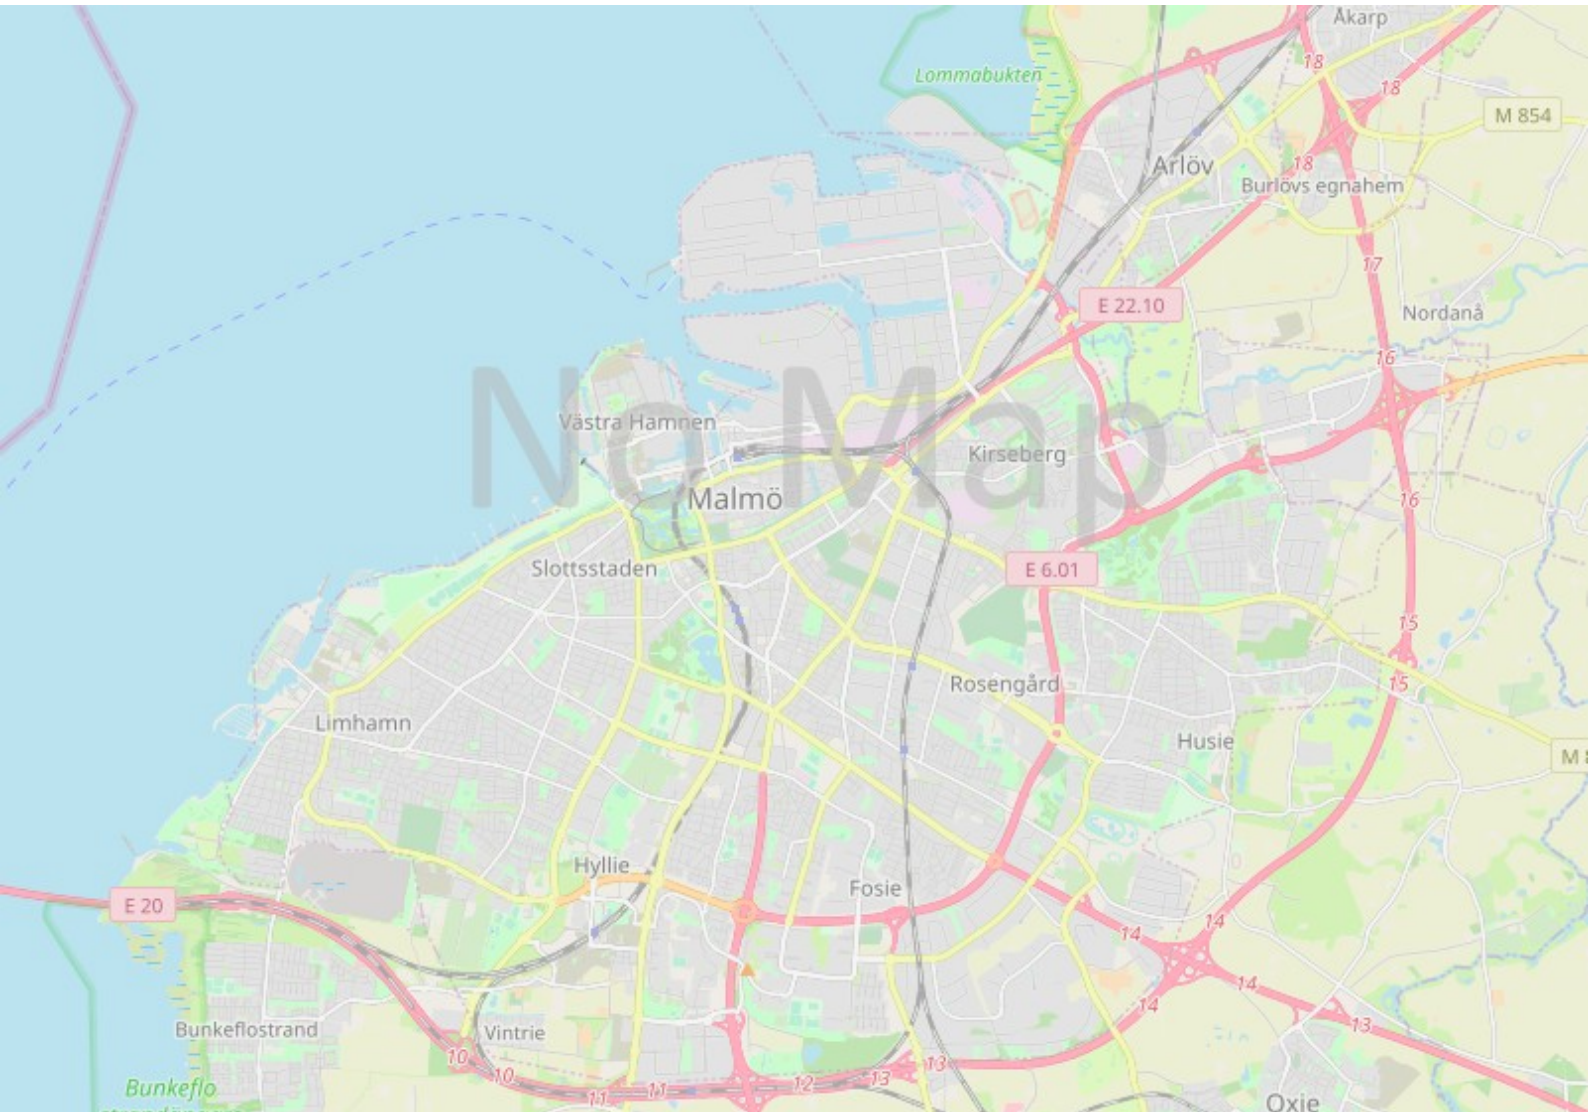 Åkarp
18
Lommabukten
18
M 854
18
Arlöv
Burlövs egnahem
17
E 22.10
Nordanå
16
No Map
Västra Hamnen
Kirseberg
Malmö
16
Slottsstaden
E 6.01
15
Rosengård
15
Limhamn
Husie
M 8
Hyllie
Fosie
E 20
14
14
14
14
Bunkeflostrand
Vintrie
13
10
10
13
12
13
11
11
Bunkeflo
Oxie